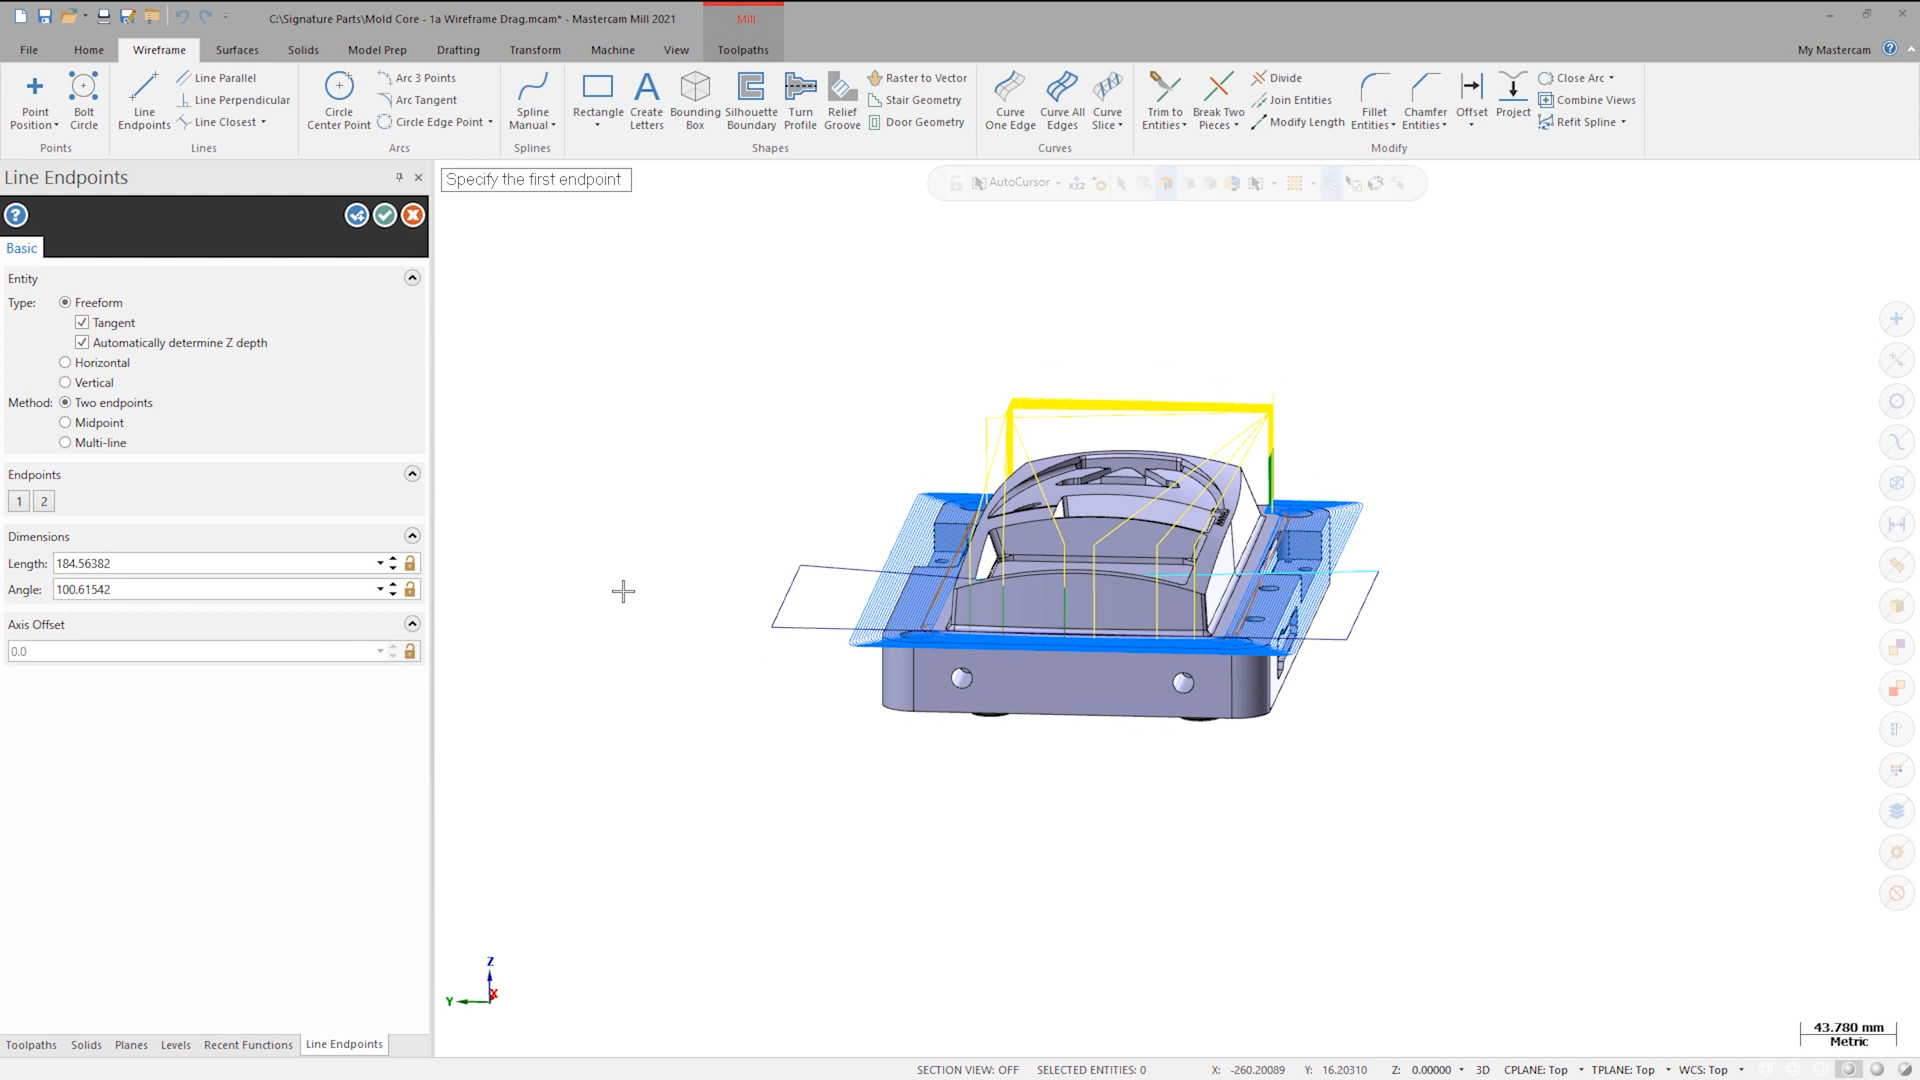 C:\Signature Parts\Mold Core - 1a Wireframe Drag.mcam* - Mastercam Mill 2021
Mill
File Home Wireframe Surfaces Solids Model Prep Drafting Transform Machine View Toolpaths My Mastercam
Point Position
Bolt Circle
Points
Line Endpoints
Line Parallel
Line Perpendicular
Line Closest
Lines
Circle Center Point
Arc 3 Points
Arc Tangent
Circle Edge Point
Arcs
Spline Manual
Splines
Rectangle
Create Letters
Bounding Box
Silhouette Boundary
Turn Profile
Relief Groove
Raster to Vector
Stair Geometry
Door Geometry
Shapes
Curve One Edge
Curve All Edges
Curve Slice
Curves
Trim to Entities
Break Two Pieces
Divide
Join Entities
Modify Length
Fillet Entities
Chamfer Entities
Offset
Project
Close Arc
Combine Views
Refit Spline
Modify
Line Endpoints
Basic
Entity
Type: Freeform
Tangent
Automatically determine Z depth
Horizontal
Vertical
Method: Two endpoints
Midpoint
Multi-line
Endpoints
1 2
Dimensions
Length: 184.56382
Angle: 100.61542
Axis Offset
0.0
Specify the first endpoint
AutoCursor
XYZ
Z
Y
X
43.780 mm
Metric
Toolpaths Solids Planes Levels Recent Functions Line Endpoints
SECTION VIEW: OFF SELECTED ENTITIES: 0 X: -260.20089 Y: 16.20310 Z: 0.00000 3D CPLANE: Top TPLANE: Top WCS: Top